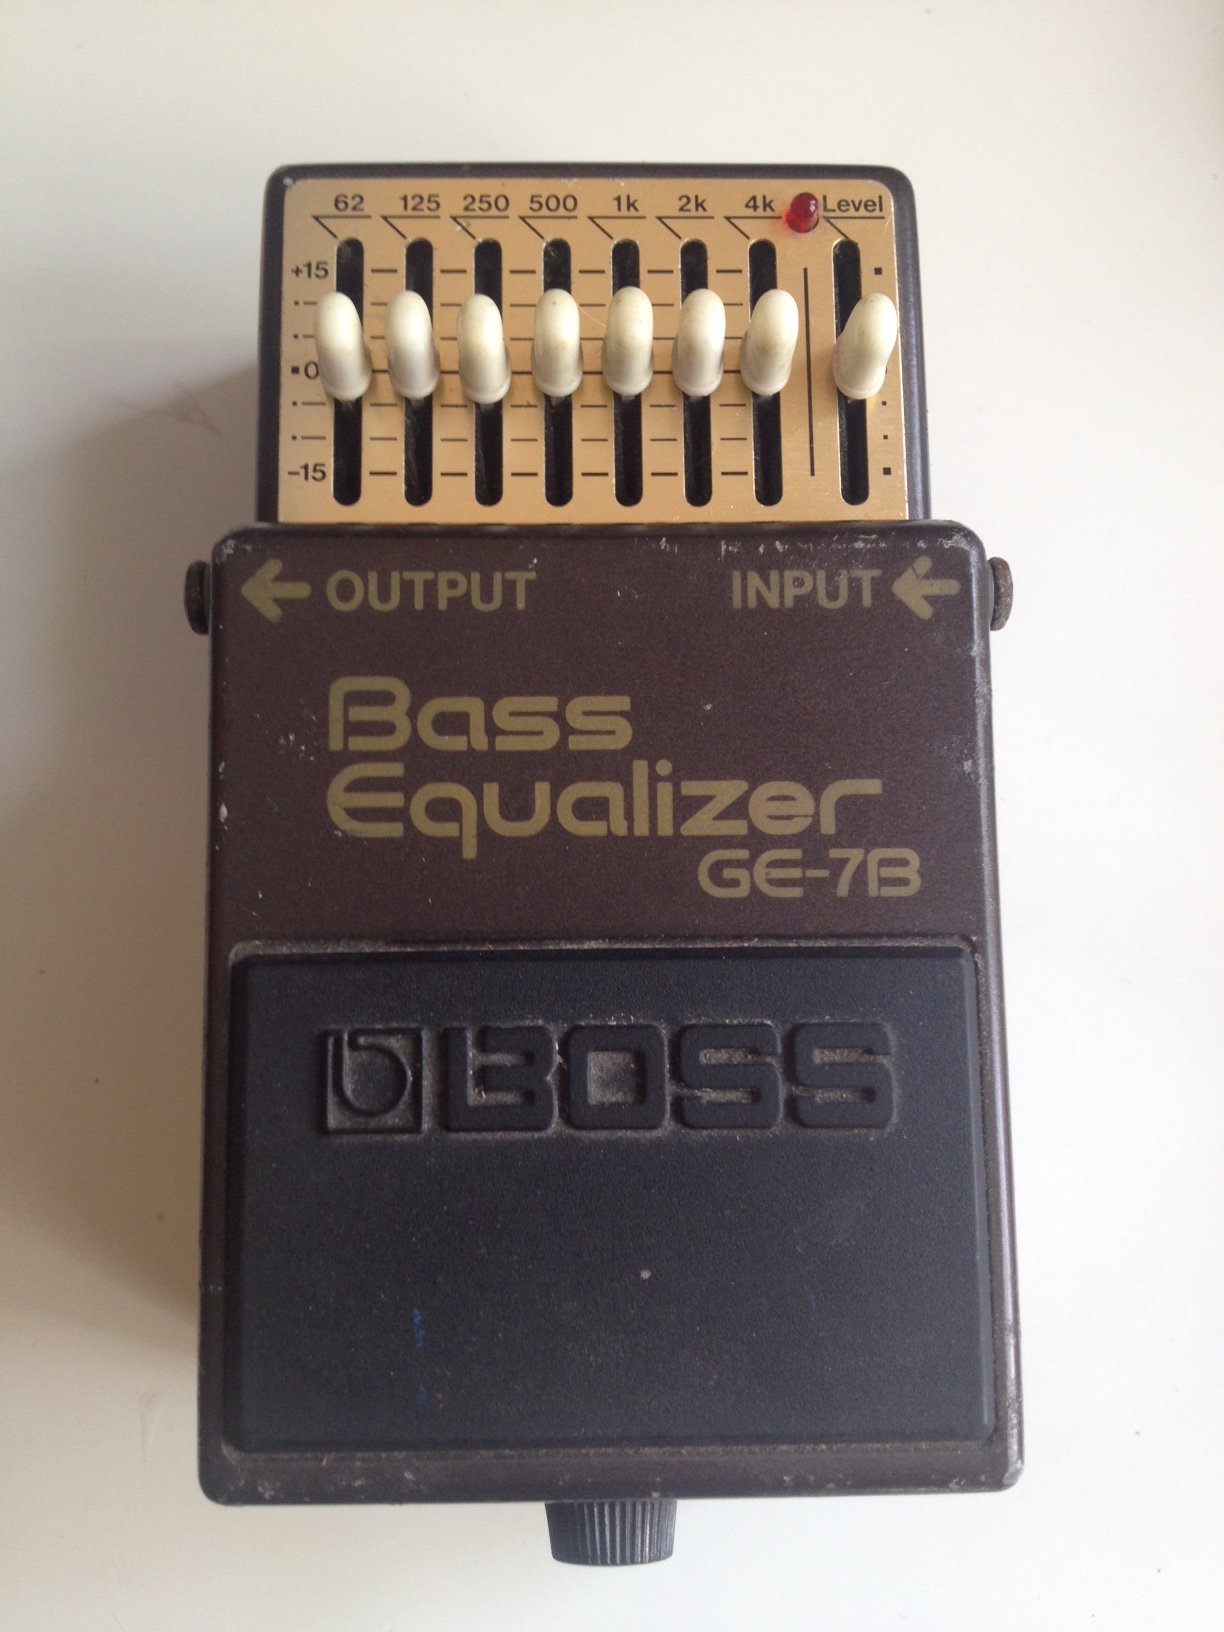 62 125 250 500 1k 2k 4k Level
+15
0
-15
OUTPUT INPUT
Bass
Equalizer
GE-7B
BOSS